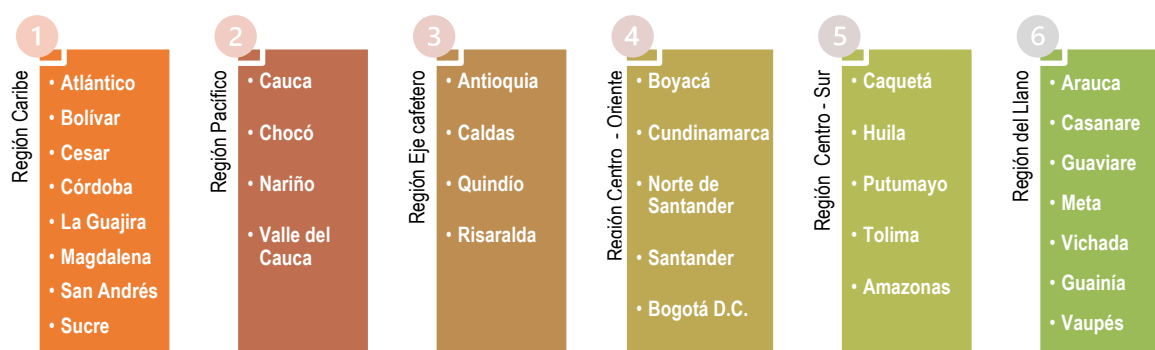 1
Región Caribe
• Atlántico
• Bolívar
• Cesar
• Córdoba
• La Guajira
• Magdalena
• San Andrés
• Sucre
2
Región Pacífico
• Cauca
• Chocó
• Nariño
• Valle del
Cauca
3
Región Eje cafetero
• Antioquia
• Caldas
• Quindío
• Risaralda
4
Región Centro - Oriente
• Boyacá
• Cundinamarca
• Norte de
Santander
• Santander
• Bogotá D.C.
5
Región Centro - Sur
• Caquetá
• Huila
• Putumayo
• Tolima
• Amazonas
6
Región del Llano
• Arauca
• Casanare
• Guaviare
• Meta
• Vichada
• Guainía
• Vaupés